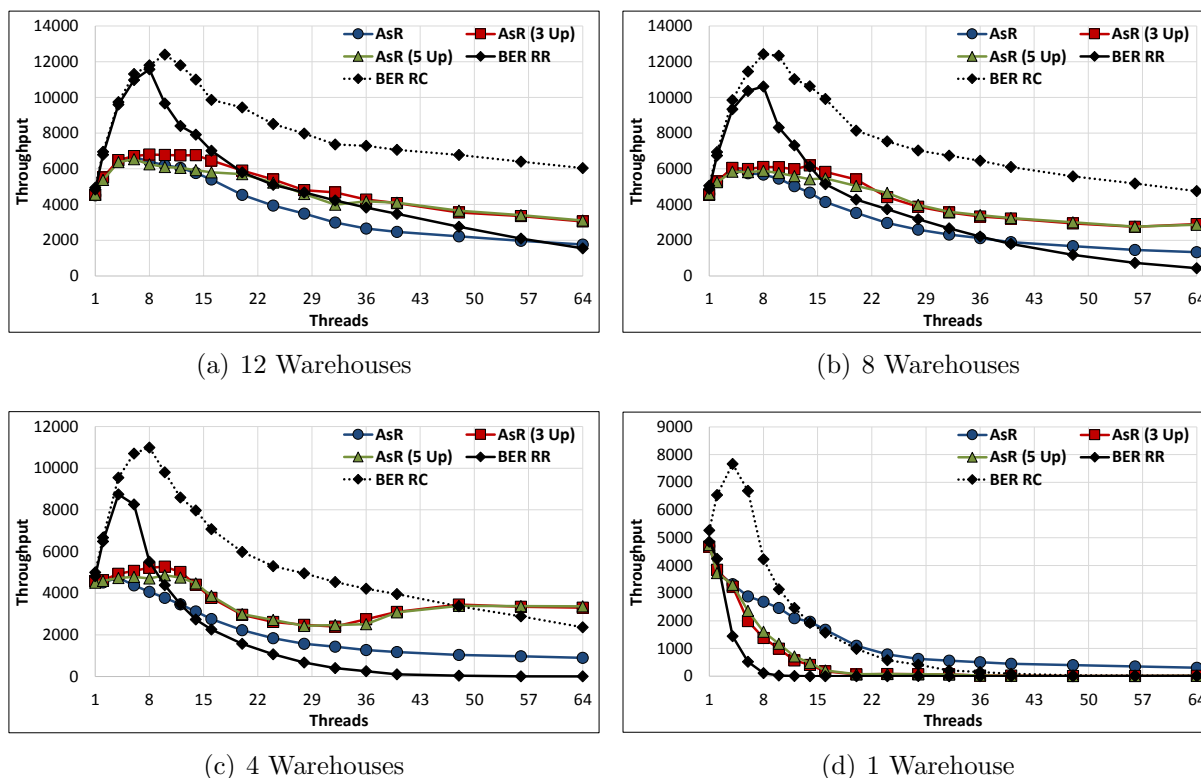 14000
12000
10000
8000
6000
4000
2000
0
Throughput
AsR
AsR (3 Up)
AsR (5 Up)
BER RR
BER RC
1 8 15 22 29 36 43 50 57 64
Threads
(a) 12 Warehouses
14000
12000
10000
8000
6000
4000
2000
0
Throughput
AsR
AsR (3 Up)
AsR (5 Up)
BER RR
BER RC
1 8 15 22 29 36 43 50 57 64
Threads
(b) 8 Warehouses
12000
10000
8000
6000
4000
2000
0
Throughput
AsR
AsR (3 Up)
AsR (5 Up)
BER RR
BER RC
1 8 15 22 29 36 43 50 57 64
Threads
(c) 4 Warehouses
9000
8000
7000
6000
5000
4000
3000
2000
1000
0
Throughput
AsR
AsR (3 Up)
AsR (5 Up)
BER RR
BER RC
1 8 15 22 29 36 43 50 57 64
Threads
(d) 1 Warehouse